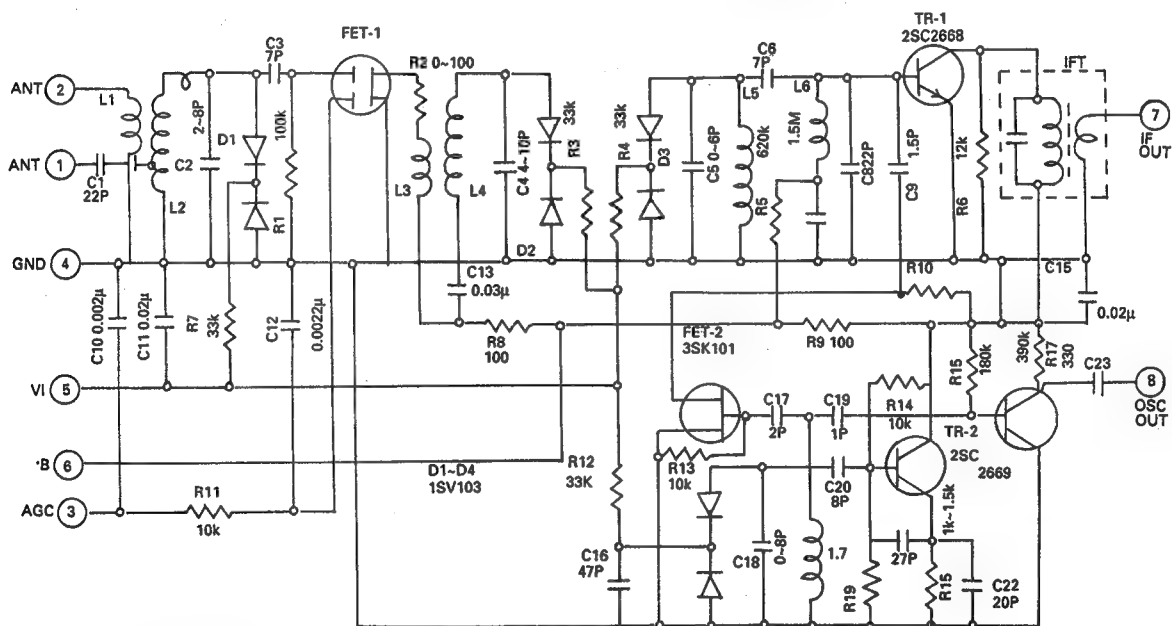 FET-1
TR-1
2SC2668
C3
7P
R2 0~100
C6
7P
IFT
ANT
2
L1
2~8P
D1
100k
33k
R3
33k
R4
D3
L5
L6
1.5M
7
IF
OUT
ANT
1
C1
22P
C2
L2
R1
L3
L4
C4 4~10P
C5 0~6P
620k
C822P
1.5P
C9
12k
R6
R5
GND
4
D2
C15
C10 0.002μ
C11 0.02μ
R7
33k
C12
0.0022μ
C13
0.03μ
R8
100
FET-2
3SK101
R9 100
R10
0.02μ
R15
180k
390k
R17
330
C23
VI
5
8
OSC
OUT
C17
2P
C19
1P
R14
10k
TR-2
2SC
2669
·B
6
D1~D4
1SV103
R12
33K
R13
10k
C20
8P
AGC
3
R11
10k
1k~1.5k
C16
47P
C18
0~8P
1.7
27P
R19
R15
C22
20P